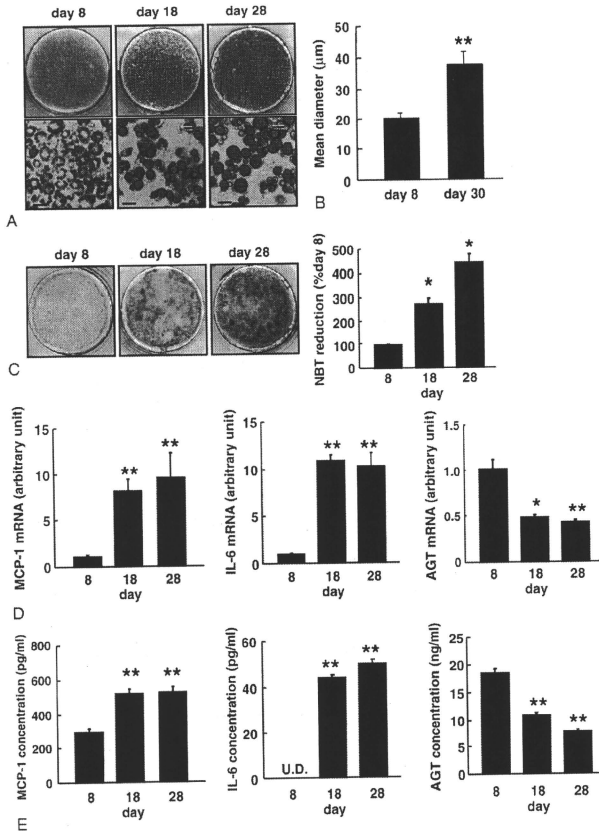 day 8 day 18 day 28
Mean diameter (μm)
50
40
30
20
10
0
**
day 8 day 30
A
B
day 8 day 18 day 28
NBT reduction (%day 8)
500
400
300
200
100
0
* *
8 18 28
day
C
MCP-1 mRNA (arbitrary unit)
15
10
5
0
** **
8 18 28
day
IL-6 mRNA (arbitrary unit)
15
10
5
0
** **
8 18 28
day
AGT mRNA (arbitrary unit)
1.5
1.0
0.5
0
* **
8 18 28
day
D
MCP-1 concentration (pg/ml)
800
600
400
200
0
** **
8 18 28
day
IL-6 concentration (pg/ml)
60
40
20
0
U.D.
** **
8 18 28
day
AGT concentration (ng/ml)
25
20
15
10
5
0
** **
8 18 28
day
E